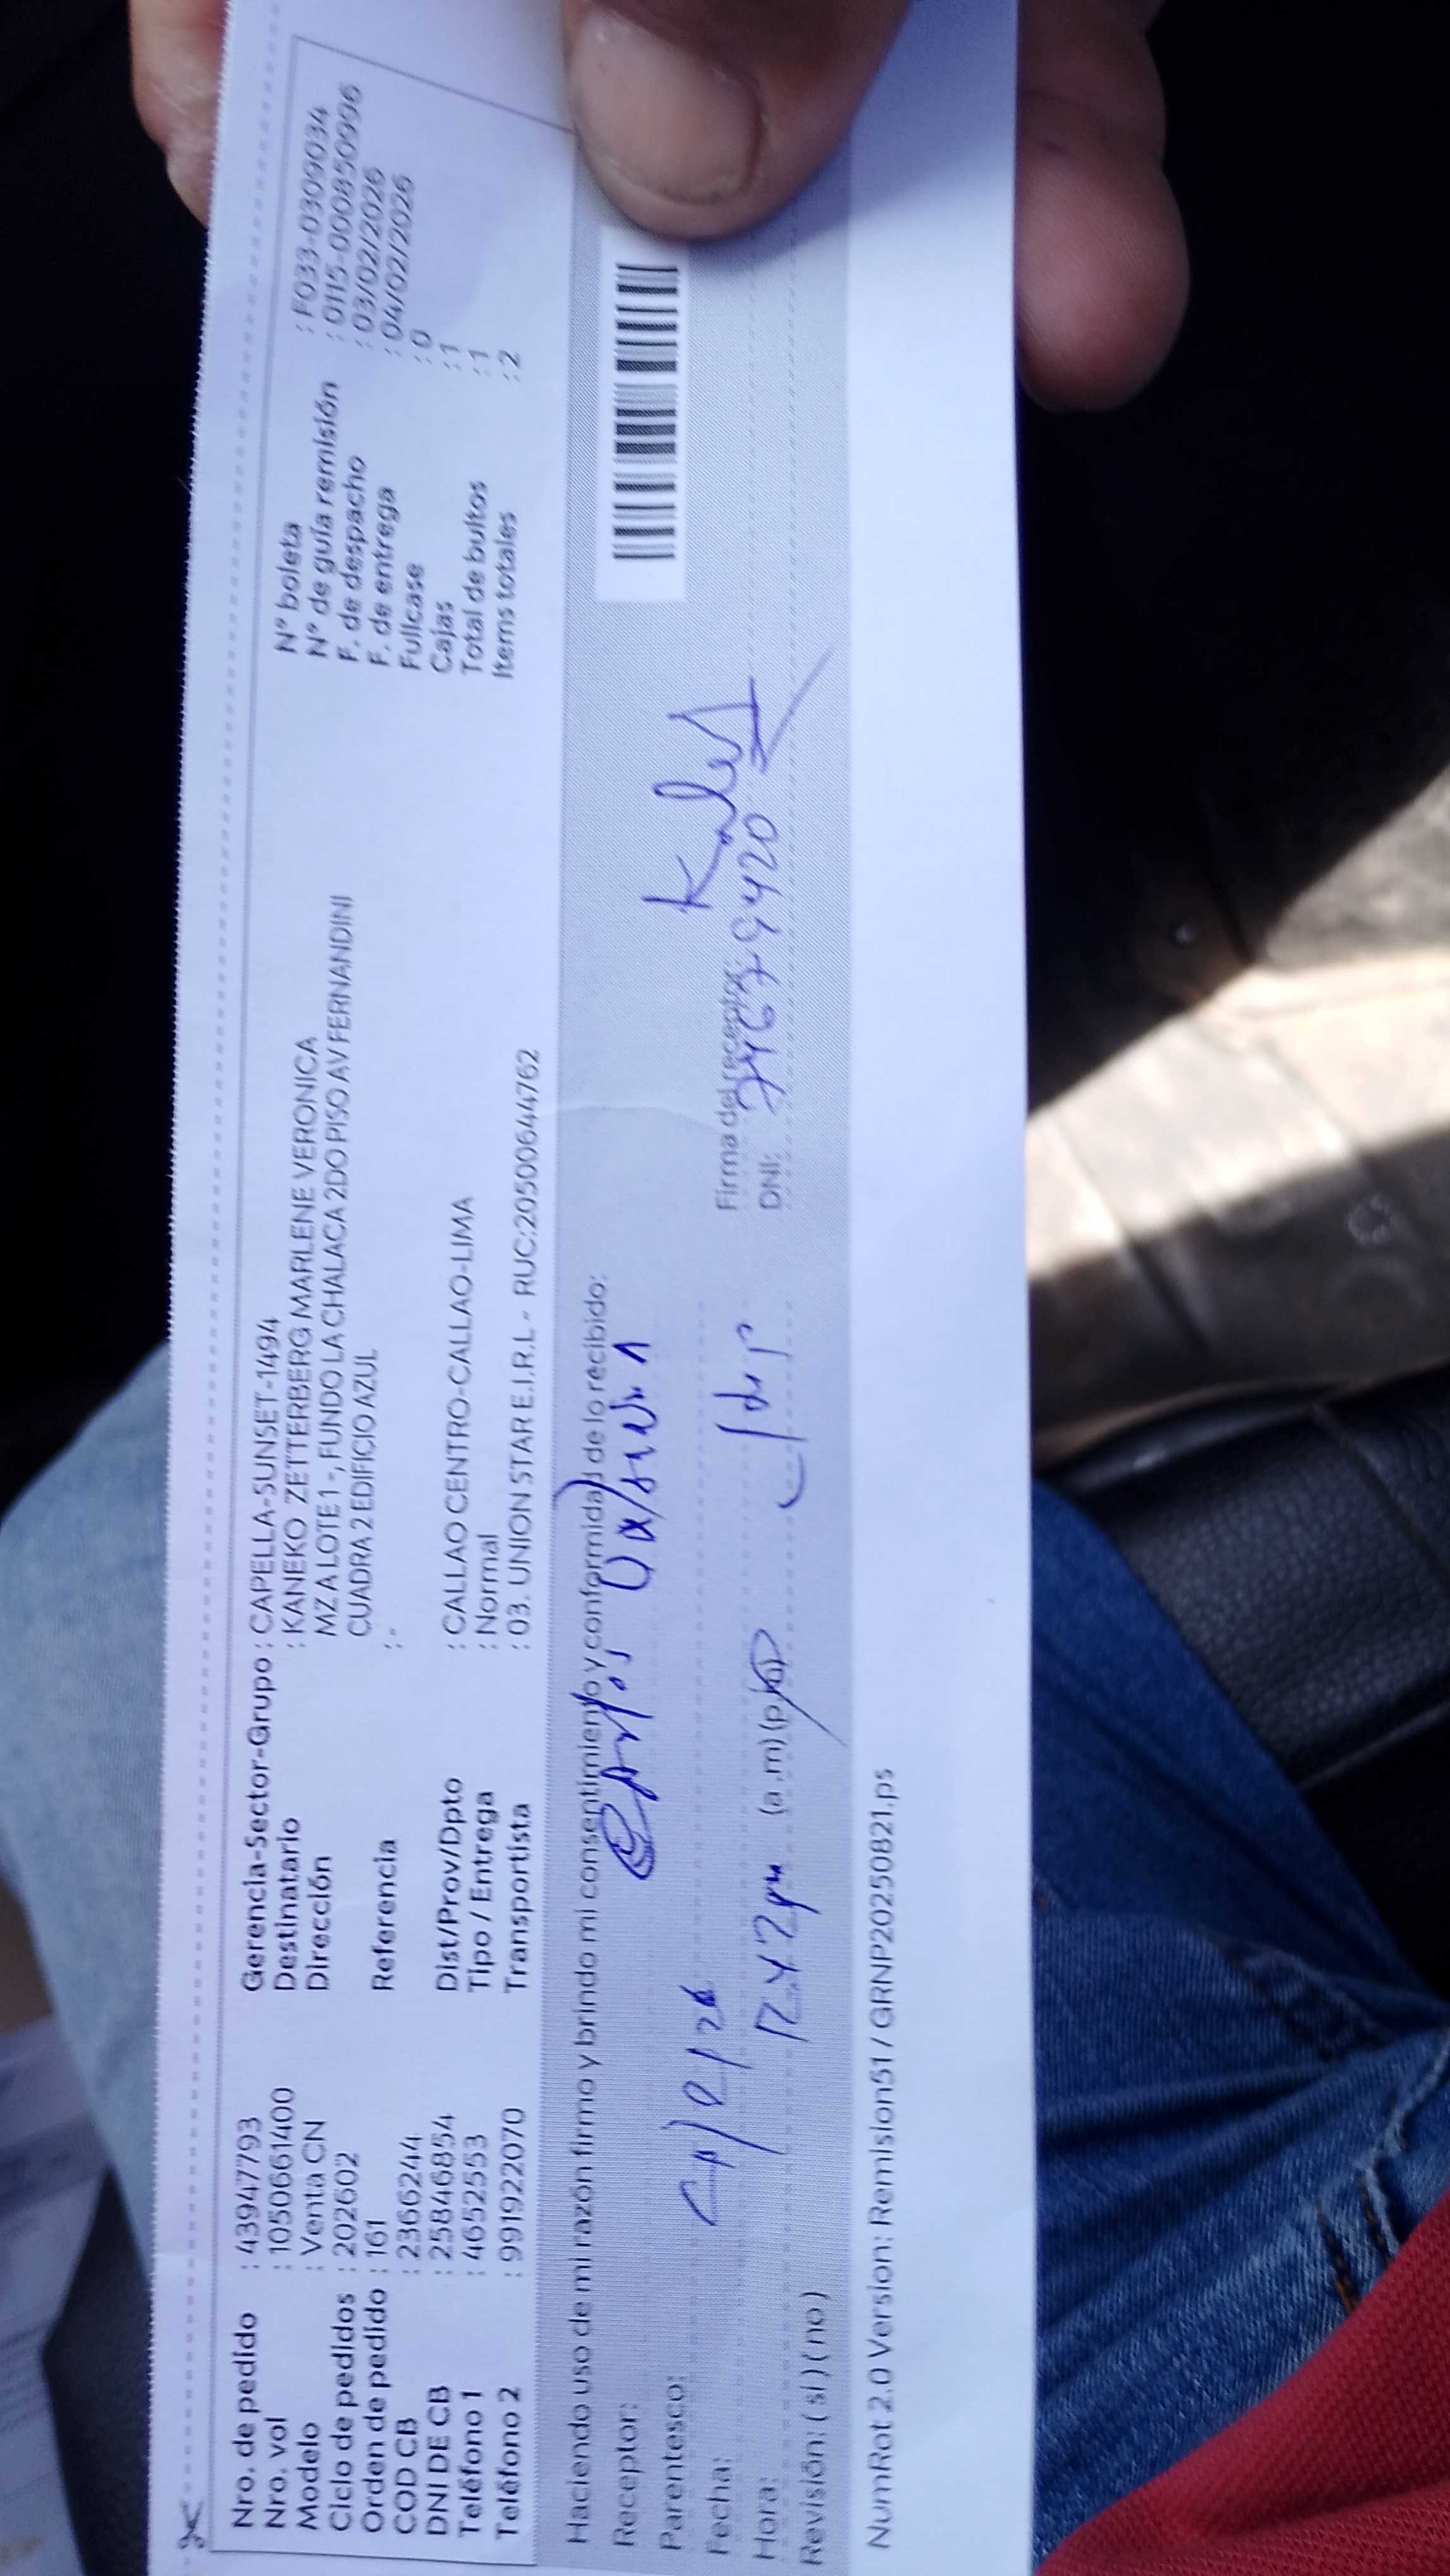 Nro. de pedido : 43947793 Gerencia-Sector-Grupo : CAPELLA-SUNSET-1494
Nro. vol : 1050661400 Destinatario : KANEKO ZETTERBERG MARLENE VERONICA N° boleta : F033-0309034
Modelo : Venta CN Dirección MZ A LOTE 1 -, FUNDO LA CHALACA 2DO PISO AV FERNANDINI N° de guía remisión : 0115-00850996
Ciclo de pedidos : 202602 CUADRA 2 EDIFICIO AZUL F. de despacho : 03/02/2026
Orden de pedido : 161 Referencia : - F. de entrega : 04/02/2026
COD CB : 2366244 Fullcase : 0
DNI DE CB : 25846854 Dist/Prov/Dpto : CALLAO CENTRO-CALLAO-LIMA Cajas : 1
Teléfono 1 : 4652553 Tipo / Entrega : Normal Total de bultos : 1
Teléfono 2 : 991922070 Transportista : 03. UNION STAR E.I.R.L - RUC:20500644762 Items totales : 2
Haciendo uso de mi razón firmo y brindo mi consentimiento y conformidad de lo recibido:
Receptor: Carlos
Parentesco:
Fecha: Firma del receptor:
Hora: (a.m) DNI:
Revisión: ( si ) ( no )
NumRot 2.0 Version: Remision51 / GRNP20250821.ps